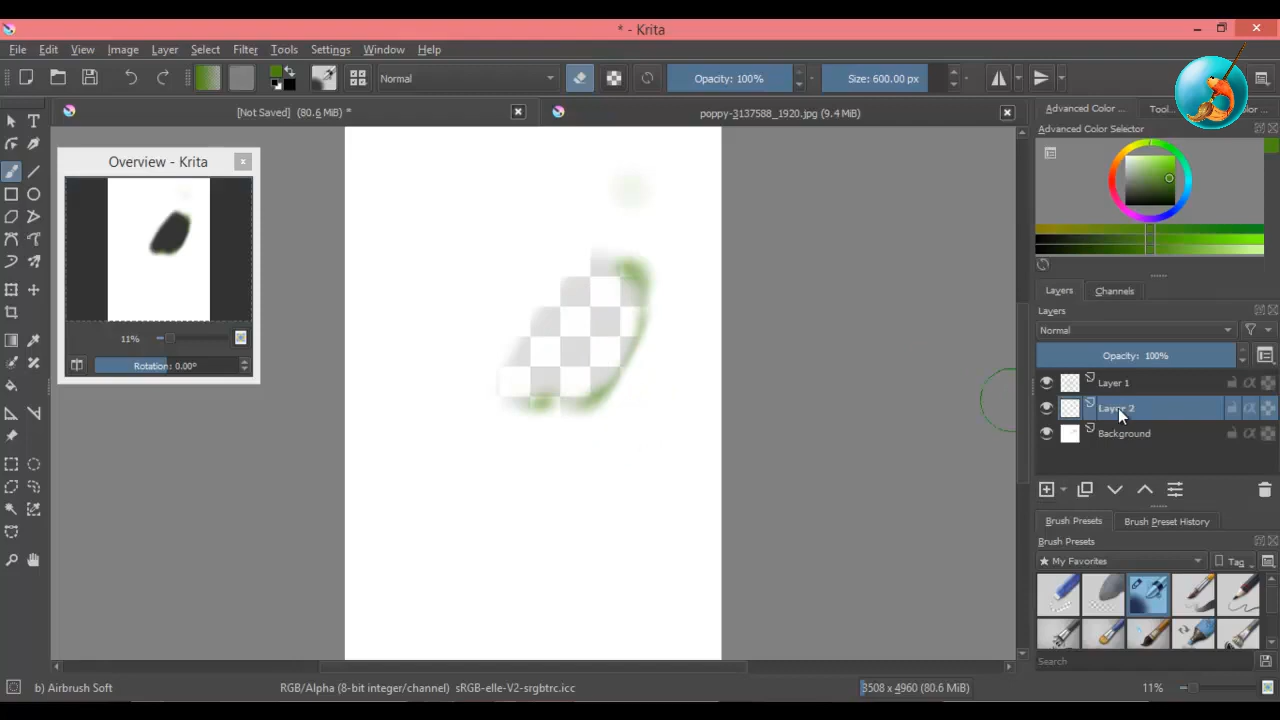 * - Krita
File Edit View Image Layer Select Filter Tools Settings Window Help
Normal Opacity: 100% Size: 600.00 px
[Not Saved] (80.6 MiB) *
poppy-3137588_1920.jpg (9.4 MiB)
Advanced Color ...
Advanced Color Selector
Overview - Krita
11%
Rotation: 0.00°
Layers Channels
Layers
Normal
Opacity: 100%
Layer 1
Layer 2
Background
Brush Presets Brush Preset History
Brush Presets
★ My Favorites Tag
Search
b) Airbrush Soft RGB/Alpha (8-bit integer/channel) sRGB-elle-V2-srgbtrc.icc 3508 x 4960 (80.6 MiB) 11%